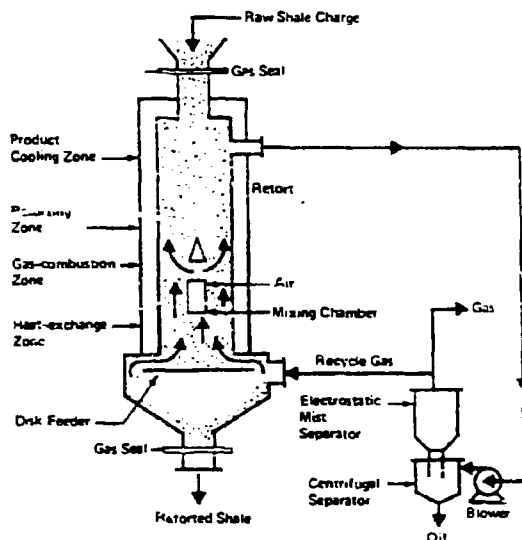 Raw Shale Charge
Gas Seal
Product
Cooling Zone
Retort
Zone
Gas-combustion
Zone
Air
Mixing Chamber
Gas
Heat-exchange
Zone
Recycle Gas
Disk Feeder
Electrostatic
Mist
Separator
Gas Seal
Centrifugal
Separator
Blower
Retorted Shale
Oil